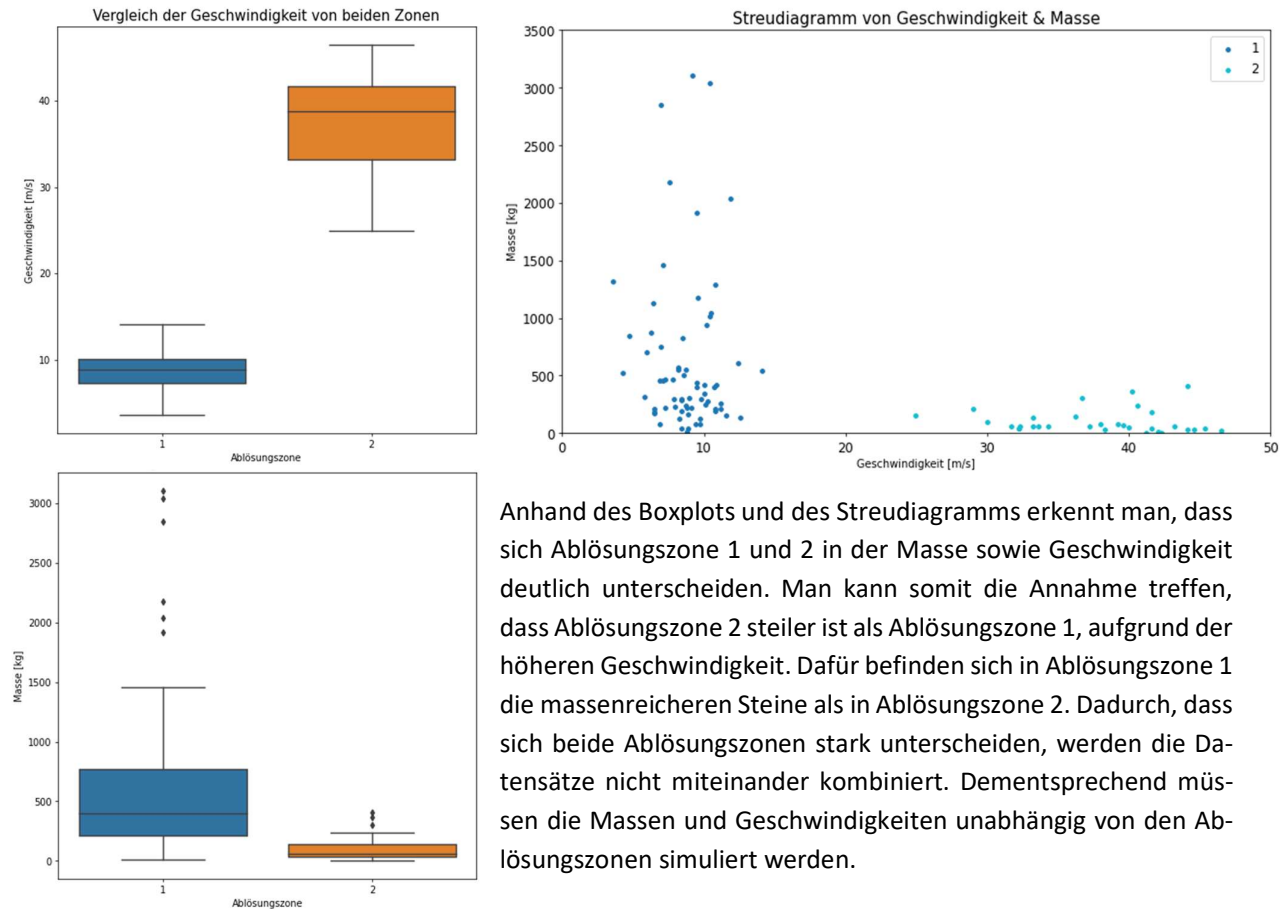 Vergleich der Geschwindigkeit von beiden Zonen
Geschwindigkeit [m/s]
40
30
20
10
1
2
Ablösungszone
Streudiagramm von Geschwindigkeit & Masse
1
2
Masse [kg]
3500
3000
2500
2000
1500
1000
500
0
0
10
20
30
40
50
Geschwindigkeit [m/s]
Masse [kg]
3000
2500
2000
1500
1000
500
0
1
2
Ablösungszone
Anhand des Boxplots und des Streudiagramms erkennt man, dass
sich Ablösungszone 1 und 2 in der Masse sowie Geschwindigkeit
deutlich unterscheiden. Man kann somit die Annahme treffen,
dass Ablösungszone 2 steiler ist als Ablösungszone 1, aufgrund der
höheren Geschwindigkeit. Dafür befinden sich in Ablösungszone 1
die massenreicheren Steine als in Ablösungszone 2. Dadurch, dass
sich beide Ablösungszonen stark unterscheiden, werden die Da-
tensätze nicht miteinander kombiniert. Dementsprechend müs-
sen die Massen und Geschwindigkeiten unabhängig von den Ab-
lösungszonen simuliert werden.